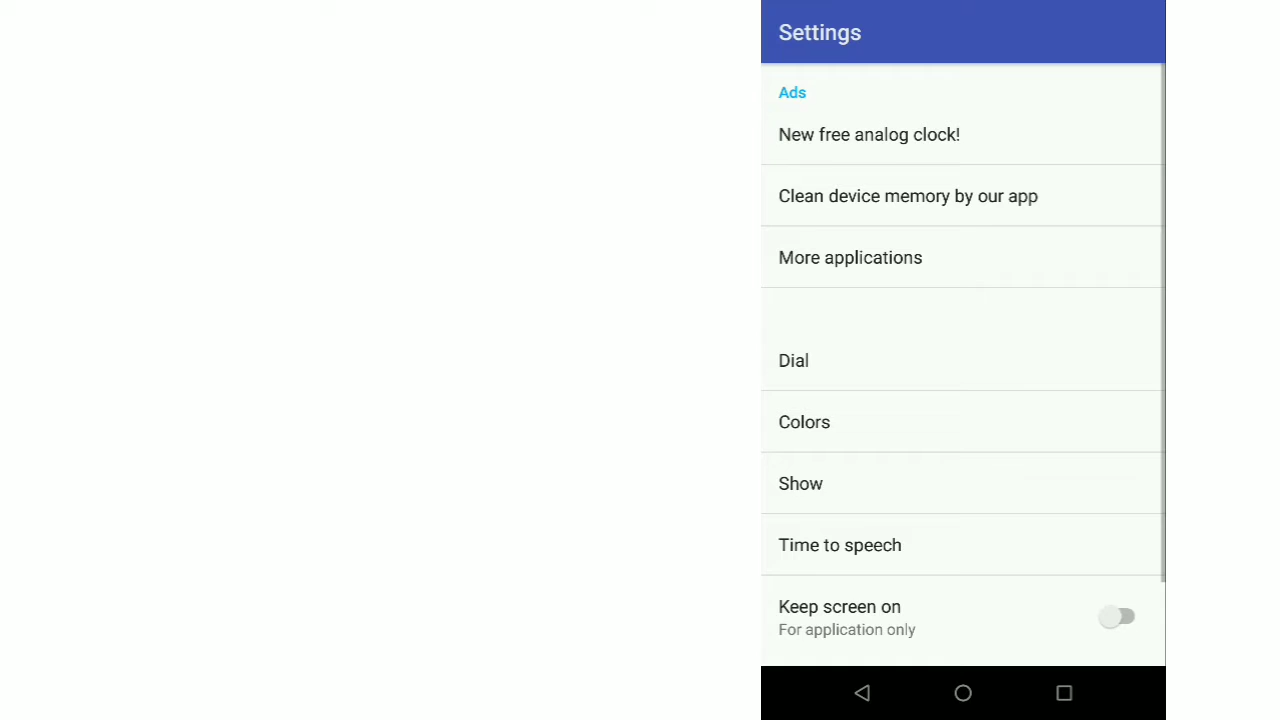 Settings
Ads
New free analog clock!
Clean device memory by our app
More applications
Dial
Colors
Show
Time to speech
Keep screen on
For application only